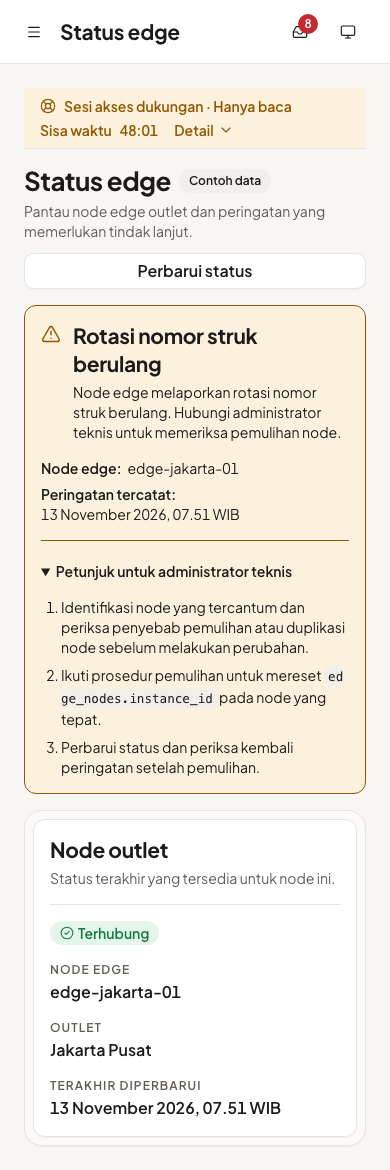 Status edge
8
Sesi akses dukungan · Hanya baca
Sisa waktu 48:01 Detail
Status edge Contoh data
Pantau node edge outlet dan peringatan yang
memerlukan tindak lanjut.
Perbarui status
Rotasi nomor struk
berulang
Node edge melaporkan rotasi nomor
struk berulang. Hubungi administrator
teknis untuk memeriksa pemulihan node.
Node edge: edge-jakarta-01
Peringatan tercatat:
13 November 2026, 07.51 WIB
Petunjuk untuk administrator teknis
1. Identifikasi node yang tercantum dan
periksa penyebab pemulihan atau duplikasi
node sebelum melakukan perubahan.
2. Ikuti prosedur pemulihan untuk mereset ed
ge_nodes.instance_id pada node yang
tepat.
3. Perbarui status dan periksa kembali
peringatan setelah pemulihan.
Node outlet
Status terakhir yang tersedia untuk node ini.
Terhubung
NODE EDGE
edge-jakarta-01
OUTLET
Jakarta Pusat
TERAKHIR DIPERBARUI
13 November 2026, 07.51 WIB